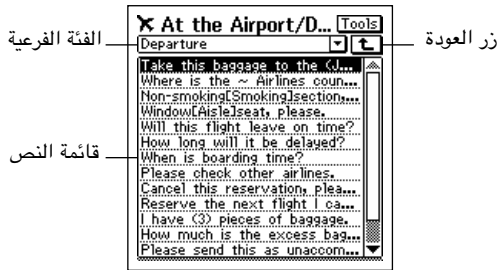 At the Airport/D... Tools
الفئة الفرعية
Departure
زر العودة
Take this baggage to the (J...
Where is the ~ Airlines coun...
Non-smoking[Smoking]section,...
Window[Aisle]seat, please.
Will this flight leave on time?
How long will it be delayed?
قائمة النص
When is boarding time?
Please check other airlines.
Cancel this reservation, plea...
Reserve the next flight I ca...
I have (3) pieces of baggage.
How much is the excess bag...
Please send this as unaccom...